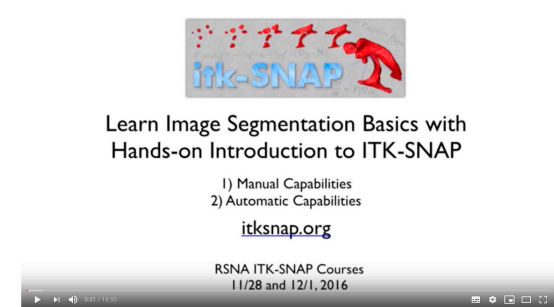 itk-SNAP
Learn Image Segmentation Basics with
Hands-on Introduction to ITK-SNAP
1) Manual Capabilities
2) Automatic Capabilities
itksnap.org
RSNA ITK-SNAP Courses
11/28 and 12/1, 2016
0:01 / 16:55